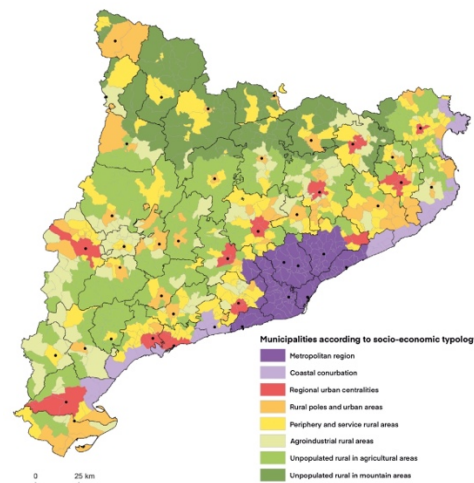 Municipalities according to socio-economic typolog
Metropolitan region
Coastal conurbation
Regional urban centralities
Rural poles and urban areas
Periphery and service rural areas
Agroindustrial rural areas
Unpopulated rural in agricultural areas
Unpopulated rural in mountain areas
0 25 km